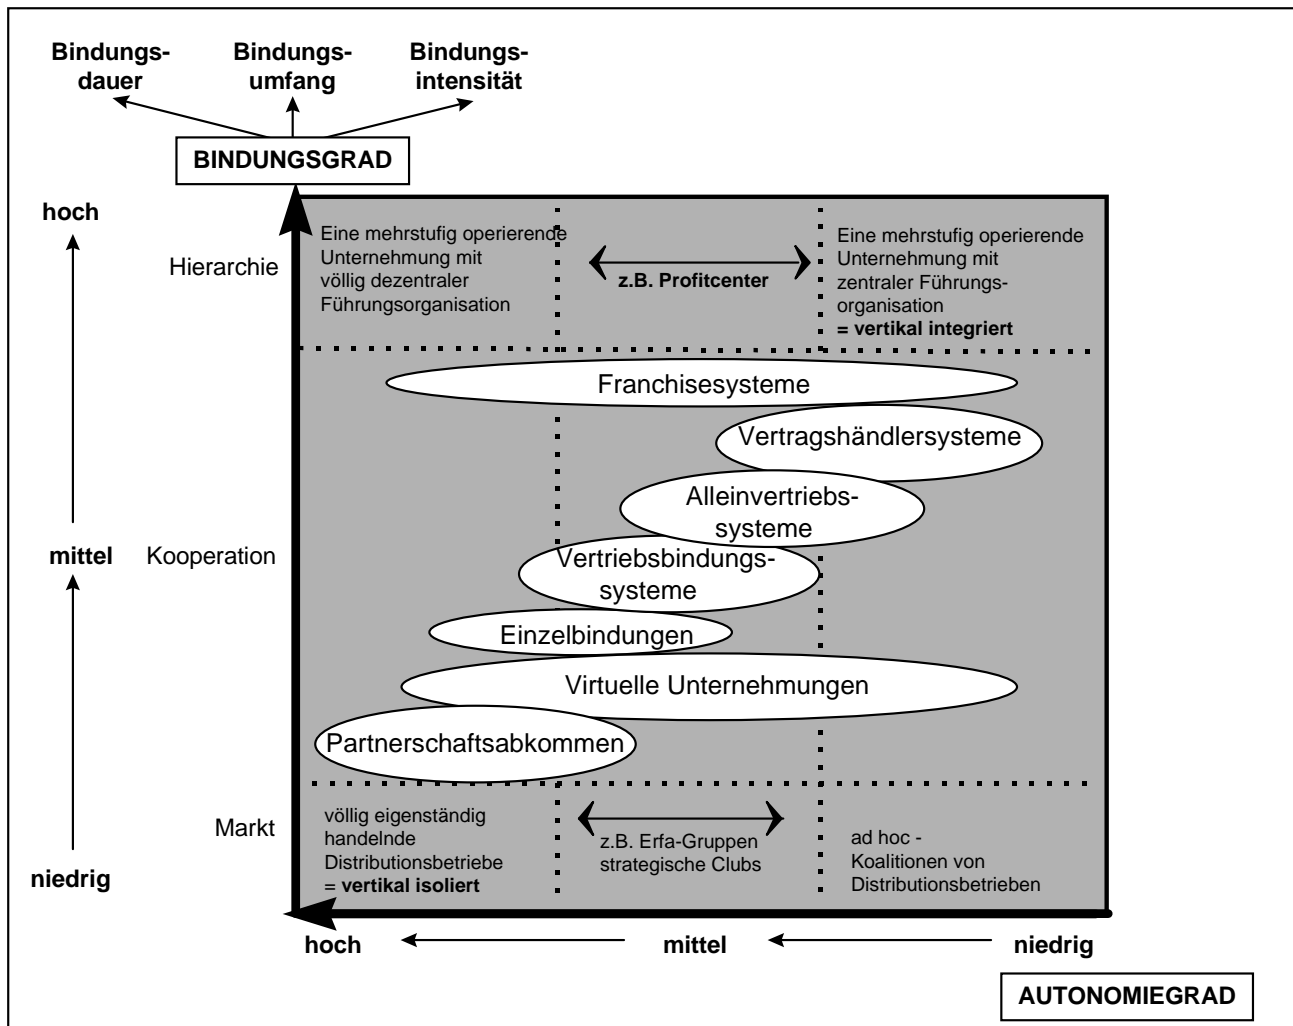 Bindungs-
dauer
Bindungs-
umfang
Bindungs-
intensität
BINDUNGSGRAD
hoch
Hierarchie
Eine mehrstufig operierende
Unternehmung mit
völlig dezentraler
Führungsorganisation
z.B. Profitcenter
Eine mehrstufig operierende
Unternehmung mit
zentraler Führungs-
organisation
= vertikal integriert
Franchisesysteme
Vertragshändlersysteme
Alleinvertriebs-
systeme
mittel
Kooperation
Vertriebsbindungs-
systeme
Einzelbindungen
Virtuelle Unternehmungen
Partnerschaftsabkommen
Markt
niedrig
völlig eigenständig
handelnde
Distributionsbetriebe
= vertikal isoliert
z.B. Erfa-Gruppen
strategische Clubs
ad hoc -
Koalitionen von
Distributionsbetrieben
hoch
mittel
niedrig
AUTONOMIEGRAD